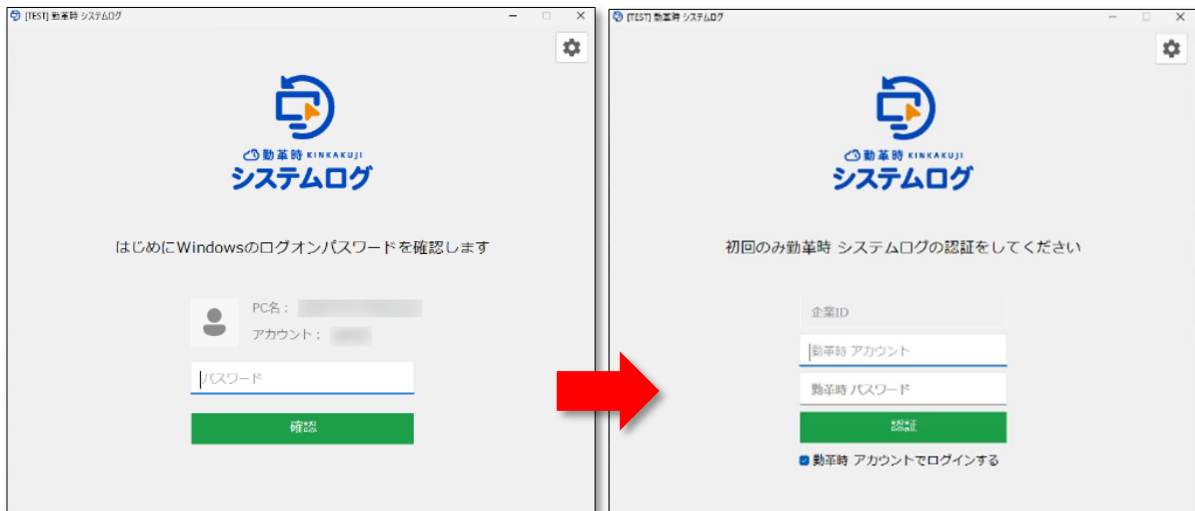 [TEST] 勤革時 システムログ
勤革時 KINKAKUJI
システムログ
はじめにWindowsのログオンパスワードを確認します
PC名：
アカウント：
パスワード
確認
[TEST] 勤革時 システムログ
勤革時 KINKAKUJI
システムログ
初回のみ勤革時 システムログの認証をしてください
企業ID
勤革時 アカウント
勤革時 パスワード
認証
勤革時 アカウントでログインする